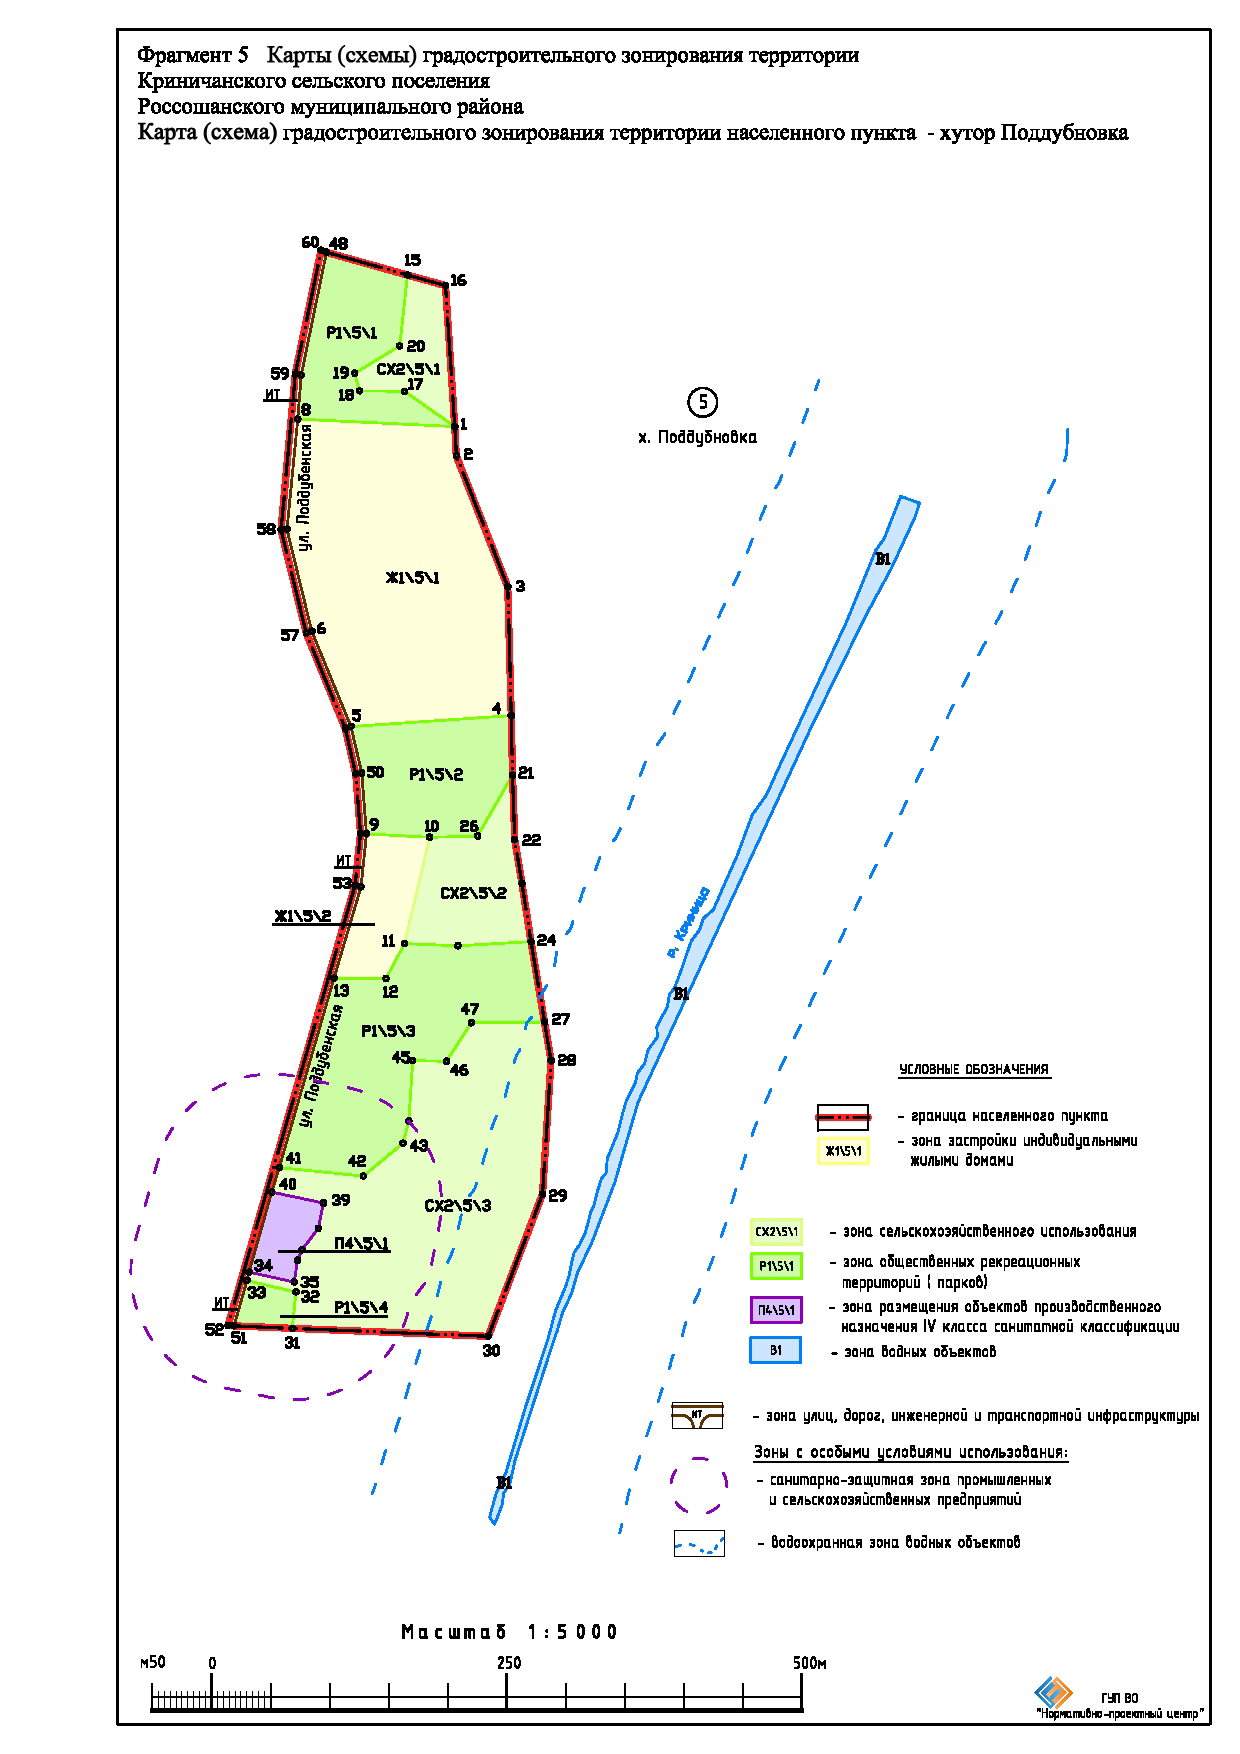 Фрагмент 5 Карты (схемы) градостроительного зонирования территории
Криничанского сельского поселения
Россошанского муниципального района
Карта (схема) градостроительного зонирования территории населенного пункта - хутор Поддубновка
60 48
15
16
Р1\5\1
20
59
19
СХ2\5\1
ИТ
18
17
5
8
1
х. Поддубновка
ул. Поддубенская
2
58
В1
Ж1\5\1
3
57
6
5
4
50
Р1\5\2
21
9
10
26
22
ИТ
53
СХ2\5\2
р. Криница
Ж1\5\2
11
24
13
12
В1
47
27
Р1\5\3
ул. Поддубенская
45
46
28
43
41
42
40
39
29
СХ2\5\3
П4\5\1
34
33
35
32
ИТ
Р1\5\4
52
51
31
30
В1
УСЛОВНЫЕ ОБОЗНАЧЕНИЯ
- граница населенного пункта
Ж1\5\1
- зона застройки индивидуальными
жилыми домами
СХ2\5\1
- зона сельскохозяйственного использования
Р1\5\1
- зона общественных рекреационных
территорий ( парков)
П4\5\1
- зона размещения объектов производственного
назначения IV класса санитатной классификации
В1
- зона водных объектов
ИТ
- зона улиц, дорог, инженерной и транспортной инфраструктуры
Зоны с особыми условиями использования:
- санитарно-защитная зона промышленных
и сельскохозяйственных предприятий
- водоохранная зона водных объектов
Масштаб 1:5000
м50
0
250
500м
ГУП ВО
"Нормативно-проектный центр"